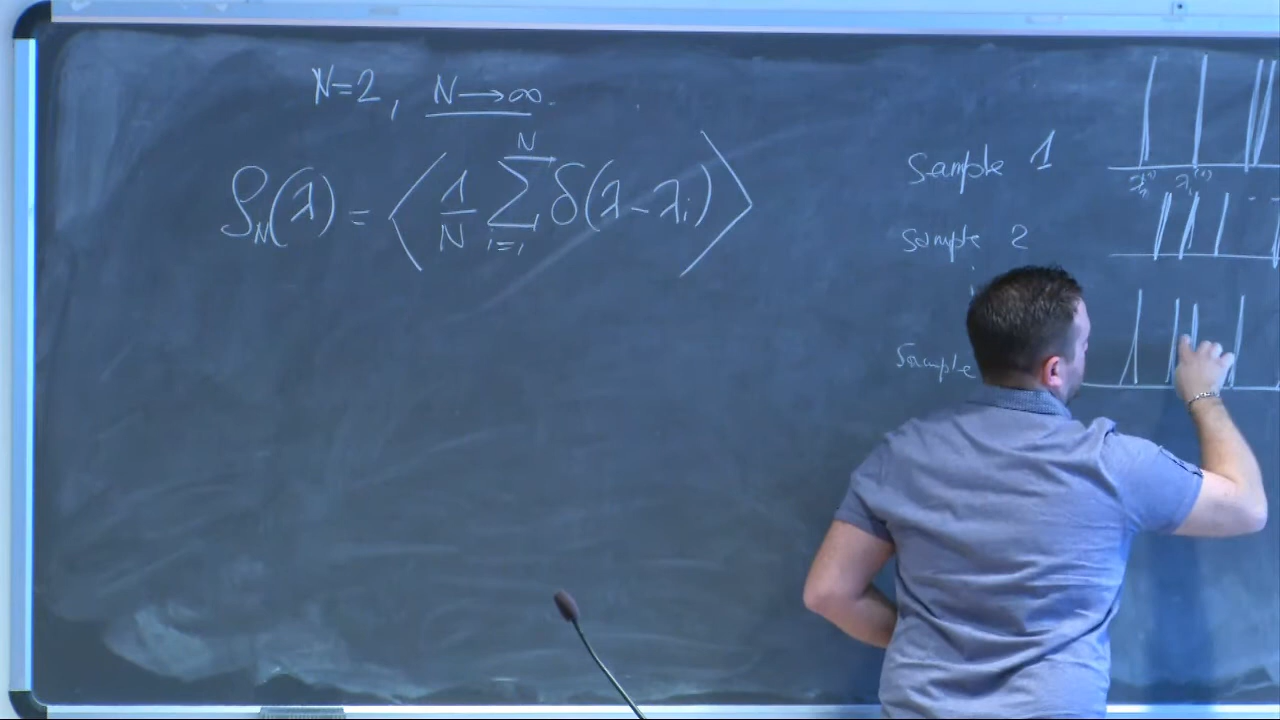 N=2, N→∞.
ρ_N(λ) = ⟨ 1/N ∑_{i=1}^{N} δ(λ-λ_i) ⟩
Sample 1
Sample 2
Sample